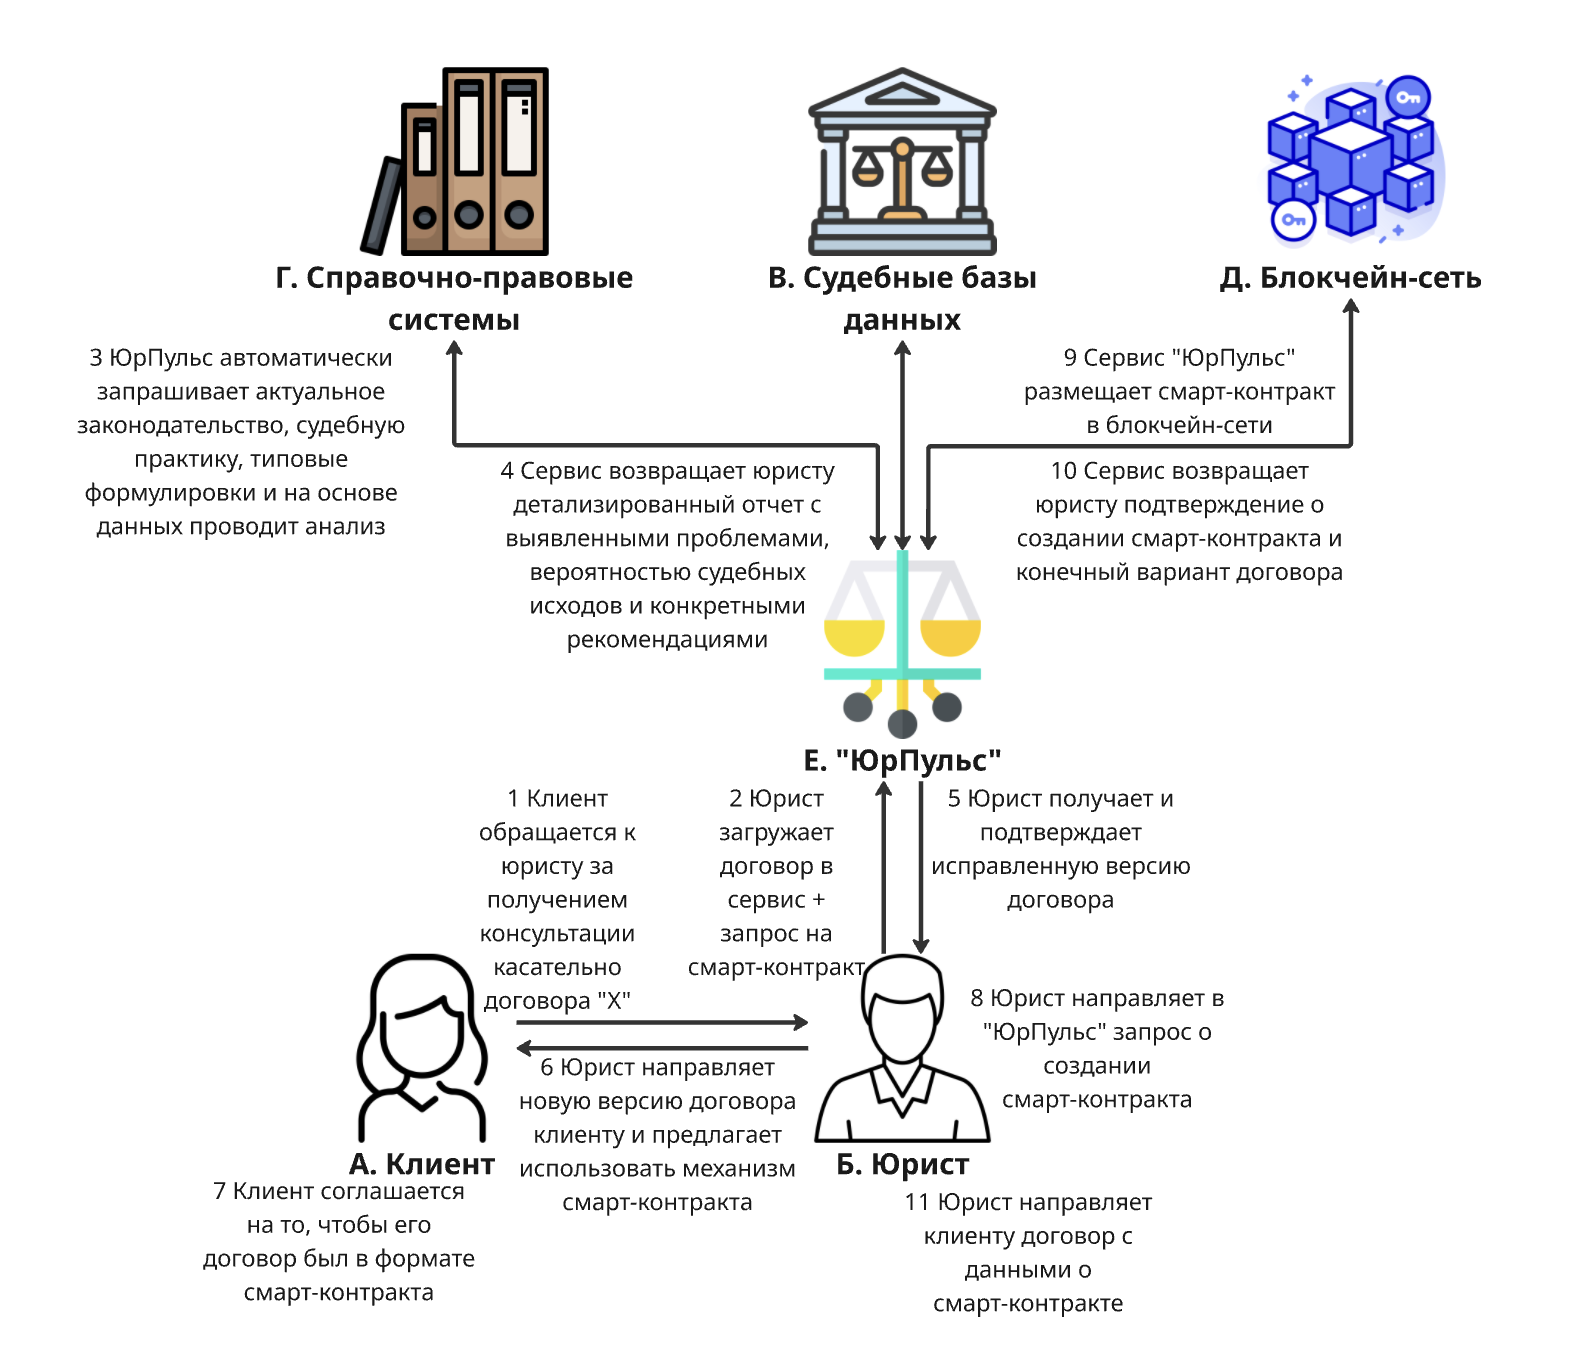 Г. Справочно-правовые
системы
В. Судебные базы
данных
Д. Блокчейн-сеть
3 ЮрПульс автоматически
запрашивает актуальное
законодательство, судебную
практику, типовые
формулировки и на основе
данных проводит анализ
9 Сервис "ЮрПульс"
размещает смарт-контракт
в блокчейн-сети
4 Сервис возвращает юристу
детализированный отчет с
выявленными проблемами,
вероятностью судебных
исходов и конкретными
рекомендациями
10 Сервис возвращает
юристу подтверждение о
создании смарт-контракта и
конечный вариант договора
Е. "ЮрПульс"
1 Клиент
обращается к
юристу за
получением
консультации
касательно
договора "Х"
2 Юрист
загружает
договор в
сервис +
запрос на
смарт-контракт
5 Юрист получает и
подтверждает
исправленную версию
договора
8 Юрист направляет в
"ЮрПульс" запрос о
создании
смарт-контракта
6 Юрист направляет
новую версию договора
клиенту и предлагает
использовать механизм
смарт-контракта
А. Клиент
Б. Юрист
7 Клиент соглашается
на то, чтобы его
договор был в формате
смарт-контракта
11 Юрист направляет
клиенту договор с
данными о
смарт-контракте